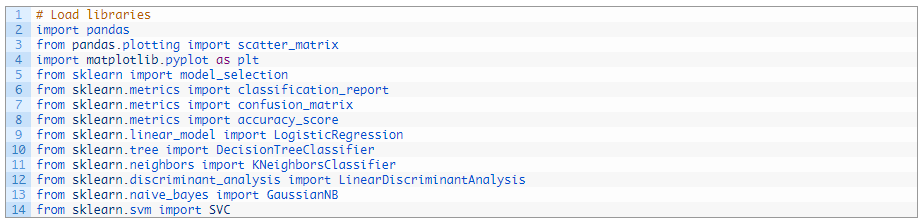 1 # Load libraries
2 import pandas
3 from pandas.plotting import scatter_matrix
4 import matplotlib.pyplot as plt
5 from sklearn import model_selection
6 from sklearn.metrics import classification_report
7 from sklearn.metrics import confusion_matrix
8 from sklearn.metrics import accuracy_score
9 from sklearn.linear_model import LogisticRegression
10 from sklearn.tree import DecisionTreeClassifier
11 from sklearn.neighbors import KNeighborsClassifier
12 from sklearn.discriminant_analysis import LinearDiscriminantAnalysis
13 from sklearn.naive_bayes import GaussianNB
14 from sklearn.svm import SVC